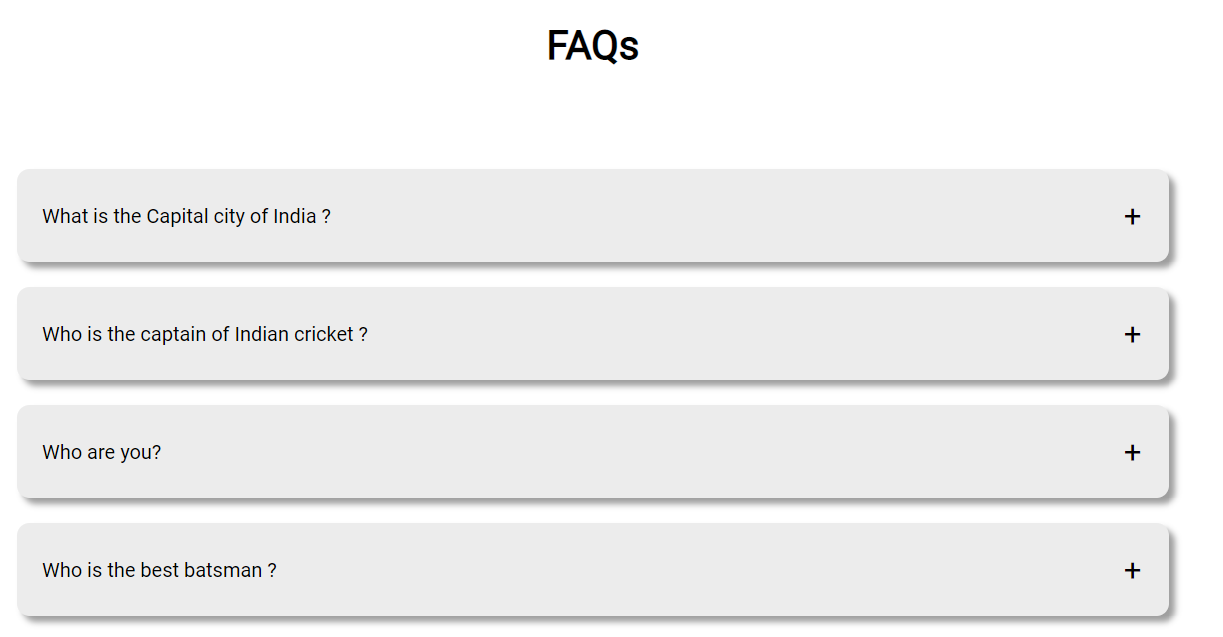 FAQs
What is the Capital city of India ?
+
Who is the captain of Indian cricket ?
+
Who are you?
+
Who is the best batsman ?
+